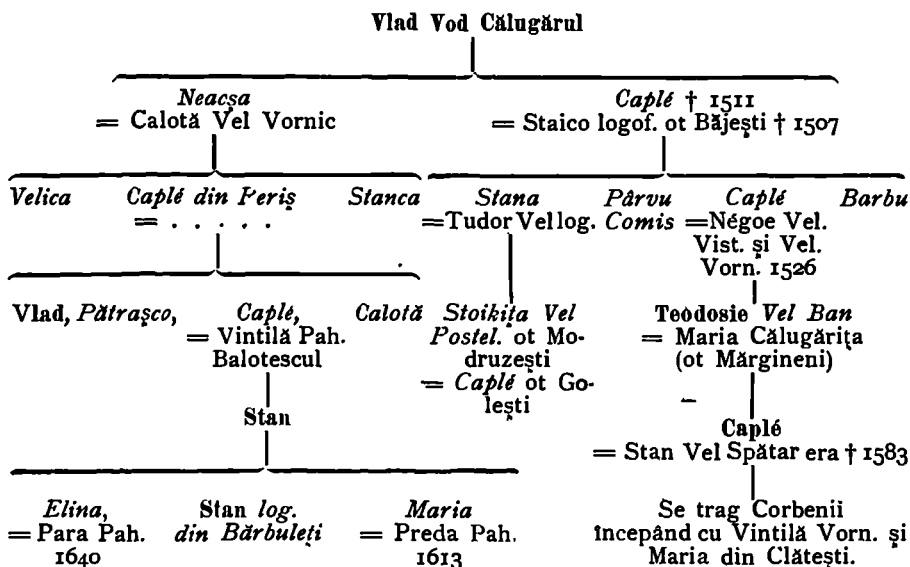 Vlad Vod Călugărul
Neacșa Caplé † 1511
= Calotă Vel Vornic = Staico logof. ot Băjești † 1507
Velica Caplé din Periș Stanca Stana Pârvu Caplé Barbu
= . . . . . =Tudor Vel log. Comis =Négoe Vel.
Vist. și Vel.
Vorn. 1526
Vlad, Pătrașco, Caplé, Calotă Stoikița Vel Teodosie Vel Ban
= Vintilă Pah. Postel. ot Mo- = Maria Călugărița
Balotescul druzești (ot Mărgineni)
= Caplé ot Go-
lești
Stan Caplé
= Stan Vel Spătar era † 1583
Elina, Stan log. Maria Se trag Corbenii
= Para Pah. din Bărbuleți = Preda Pah. începând cu Vintilă Vorn. și
1640 1613 Maria din Clătești.